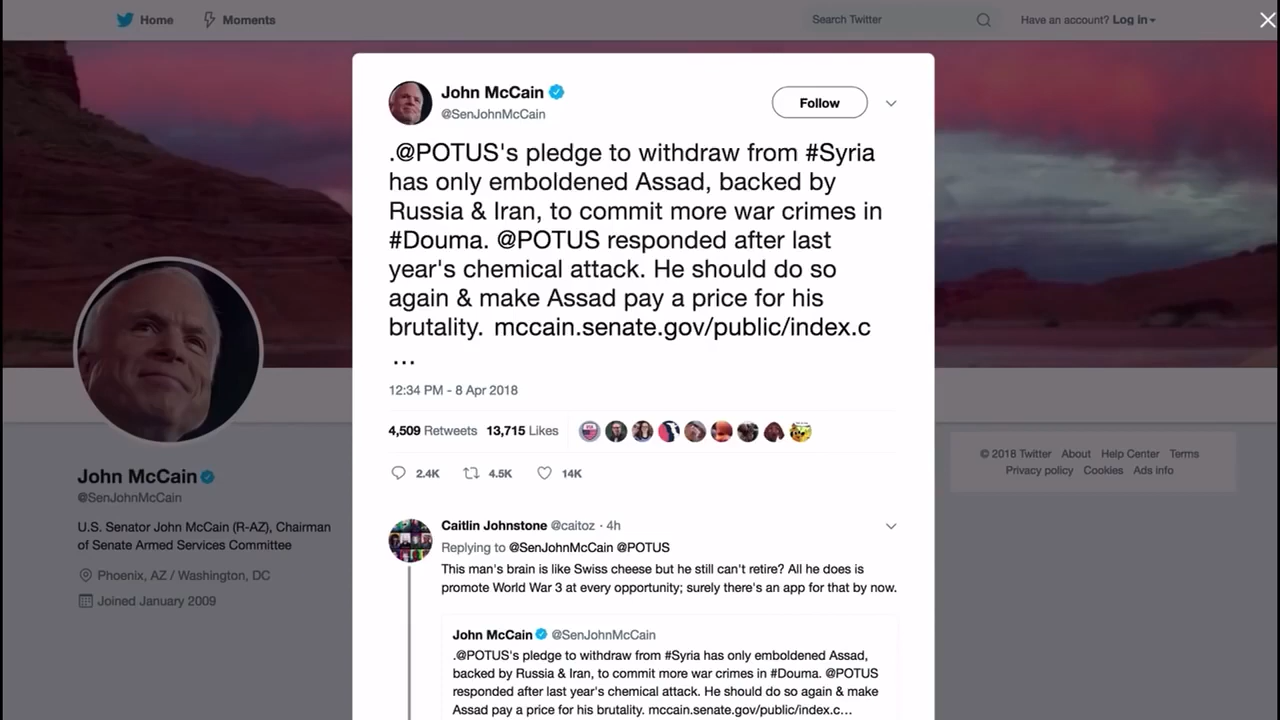 Home
Moments
Search Twitter
Have an account? Log in
John McCain
@SenJohnMcCain
Follow
.@POTUS's pledge to withdraw from #Syria
has only emboldened Assad, backed by
Russia & Iran, to commit more war crimes in
#Douma. @POTUS responded after last
year's chemical attack. He should do so
again & make Assad pay a price for his
brutality. mccain.senate.gov/public/index.c
...
12:34 PM - 8 Apr 2018
4,509 Retweets 13,715 Likes
2.4K 4.5K 14K
John McCain
@SenJohnMcCain
U.S. Senator John McCain (R-AZ), Chairman
of Senate Armed Services Committee
Phoenix, AZ / Washington, DC
Joined January 2009
© 2018 Twitter About Help Center Terms
Privacy policy Cookies Ads info
Caitlin Johnstone @caitoz · 4h
Replying to @SenJohnMcCain @POTUS
This man's brain is like Swiss cheese but he still can't retire? All he does is
promote World War 3 at every opportunity; surely there's an app for that by now.
John McCain @SenJohnMcCain
.@POTUS's pledge to withdraw from #Syria has only emboldened Assad,
backed by Russia & Iran, to commit more war crimes in #Douma. @POTUS
responded after last year's chemical attack. He should do so again & make
Assad pay a price for his brutality. mccain.senate.gov/public/index.c...